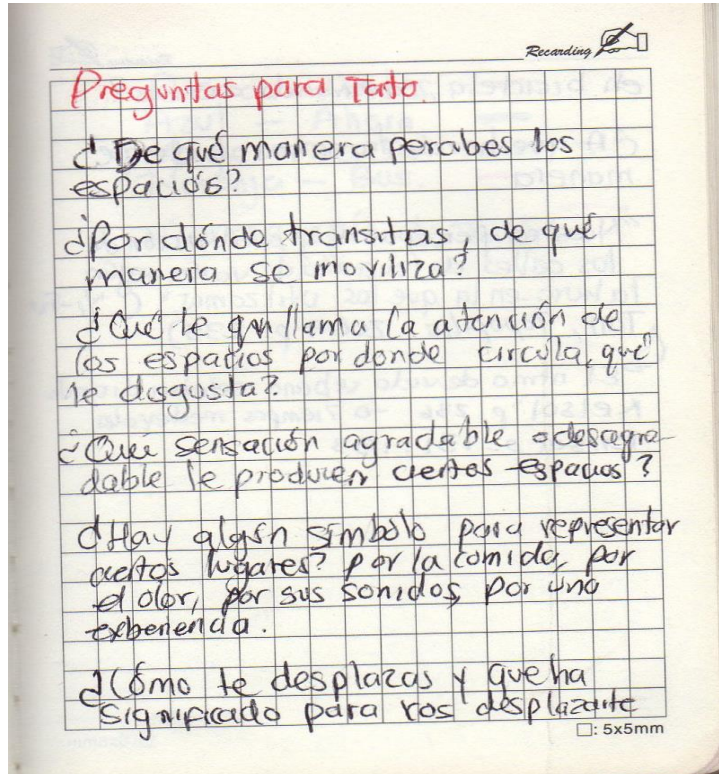 Recarding
Preguntas para Tato.
¿De qué manera percibes los
espacios?
¿Por dónde transitas, de qué
manera se moviliza?
¿Qué le llama la atención de
los espacios por donde circula, qué
le disgusta?
¿Qué sensación agradable o desagra-
dable le producen ciertos espacios?
¿Hay algún símbolo para representar
ciertos lugares? por la comida, por
el olor, por sus sonidos, por una
experiencia.
¿Cómo te desplazas y que ha
significado para vos desplazarte
□: 5x5mm